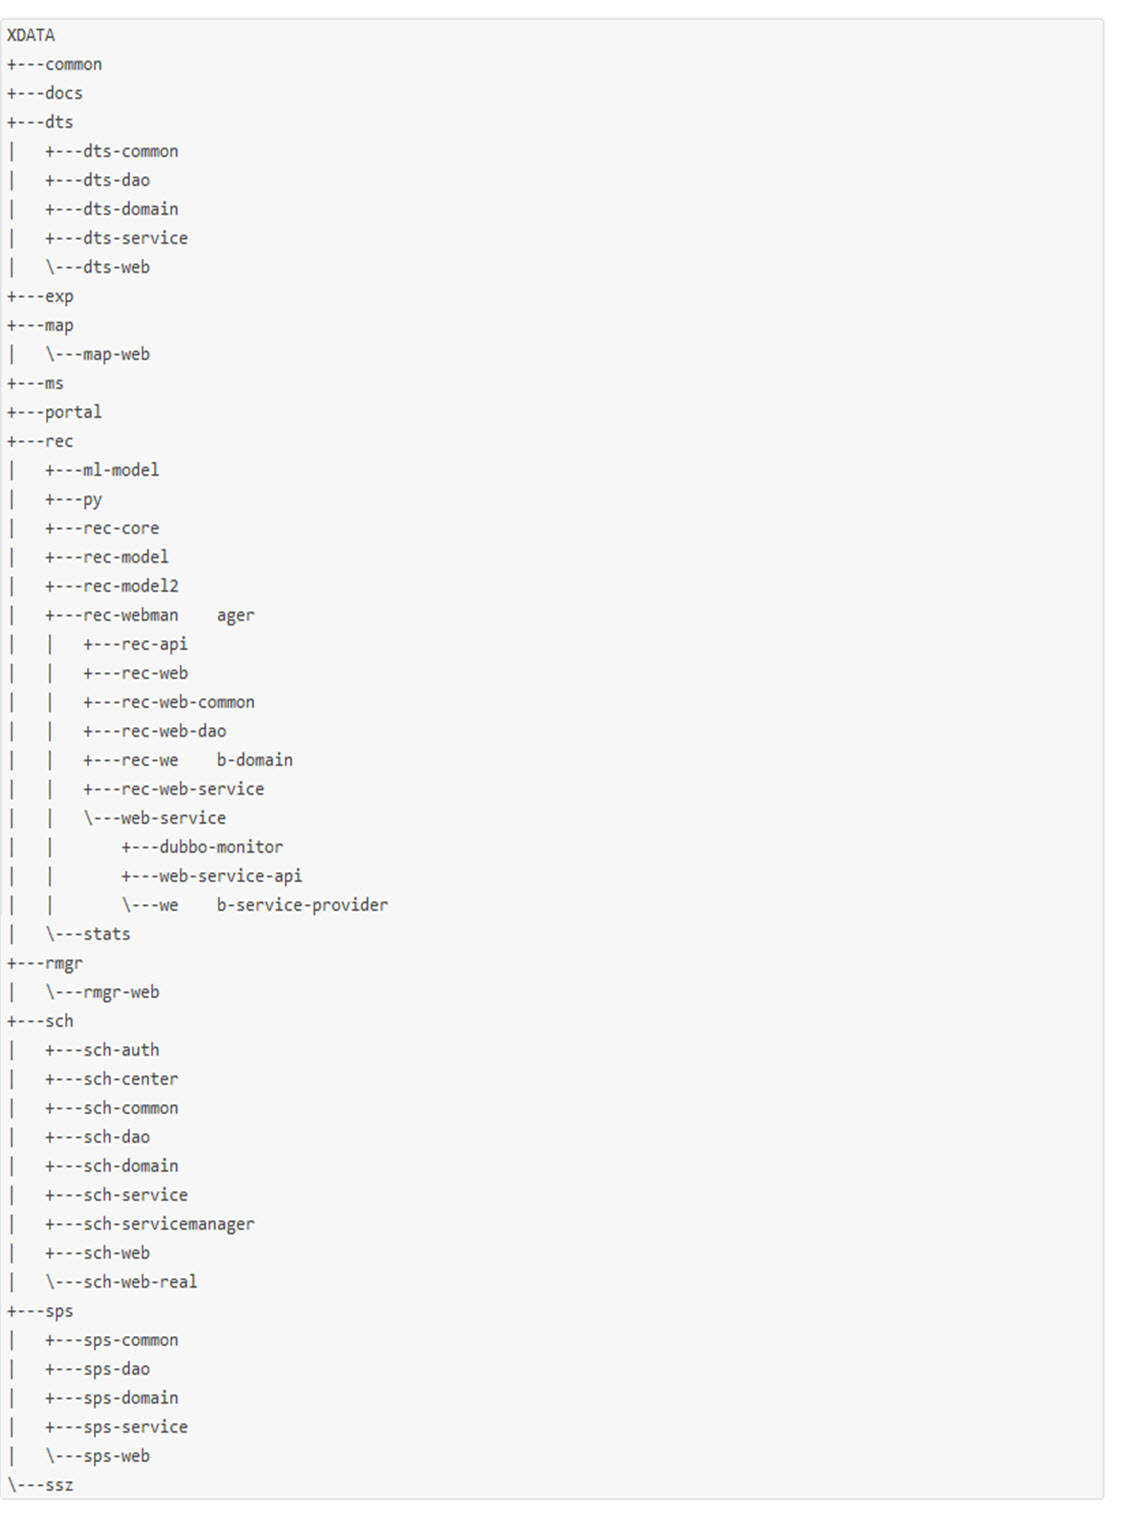 XDATA
+---common
+---docs
+---dts
|   +---dts-common
|   +---dts-dao
|   +---dts-domain
|   +---dts-service
|   \---dts-web
+---exp
+---map
|   \---map-web
+---ms
+---portal
+---rec
|   +---ml-model
|   +---py
|   +---rec-core
|   +---rec-model
|   +---rec-model2
|   +---rec-webman    ager
|   |   +---rec-api
|   |   +---rec-web
|   |   +---rec-web-common
|   |   +---rec-web-dao
|   |   +---rec-we    b-domain
|   |   +---rec-web-service
|   |   \---web-service
|   |       +---dubbo-monitor
|   |       +---web-service-api
|   |       \---we    b-service-provider
|   \---stats
+---rmgr
|   \---rmgr-web
+---sch
|   +---sch-auth
|   +---sch-center
|   +---sch-common
|   +---sch-dao
|   +---sch-domain
|   +---sch-service
|   +---sch-servicemanager
|   +---sch-web
|   \---sch-web-real
+---sps
|   +---sps-common
|   +---sps-dao
|   +---sps-domain
|   +---sps-service
|   \---sps-web
\---ssz